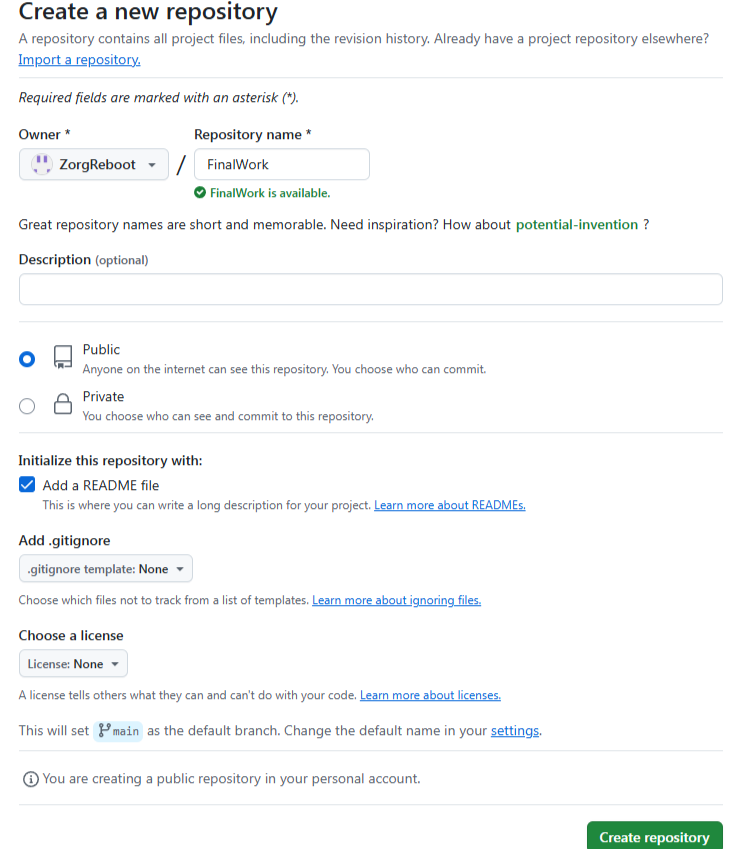 Create a new repository
A repository contains all project files, including the revision history. Already have a project repository elsewhere?
Import a repository.
Required fields are marked with an asterisk (*).
Owner *
Repository name *
ZorgReboot
/
FinalWork
FinalWork is available.
Great repository names are short and memorable. Need inspiration? How about potential-invention ?
Description (optional)
Public
Anyone on the internet can see this repository. You choose who can commit.
Private
You choose who can see and commit to this repository.
Initialize this repository with:
Add a README file
This is where you can write a long description for your project. Learn more about READMEs.
Add .gitignore
.gitignore template: None
Choose which files not to track from a list of templates. Learn more about ignoring files.
Choose a license
License: None
A license tells others what they can and can't do with your code. Learn more about licenses.
This will set main as the default branch. Change the default name in your settings.
You are creating a public repository in your personal account.
Create repository